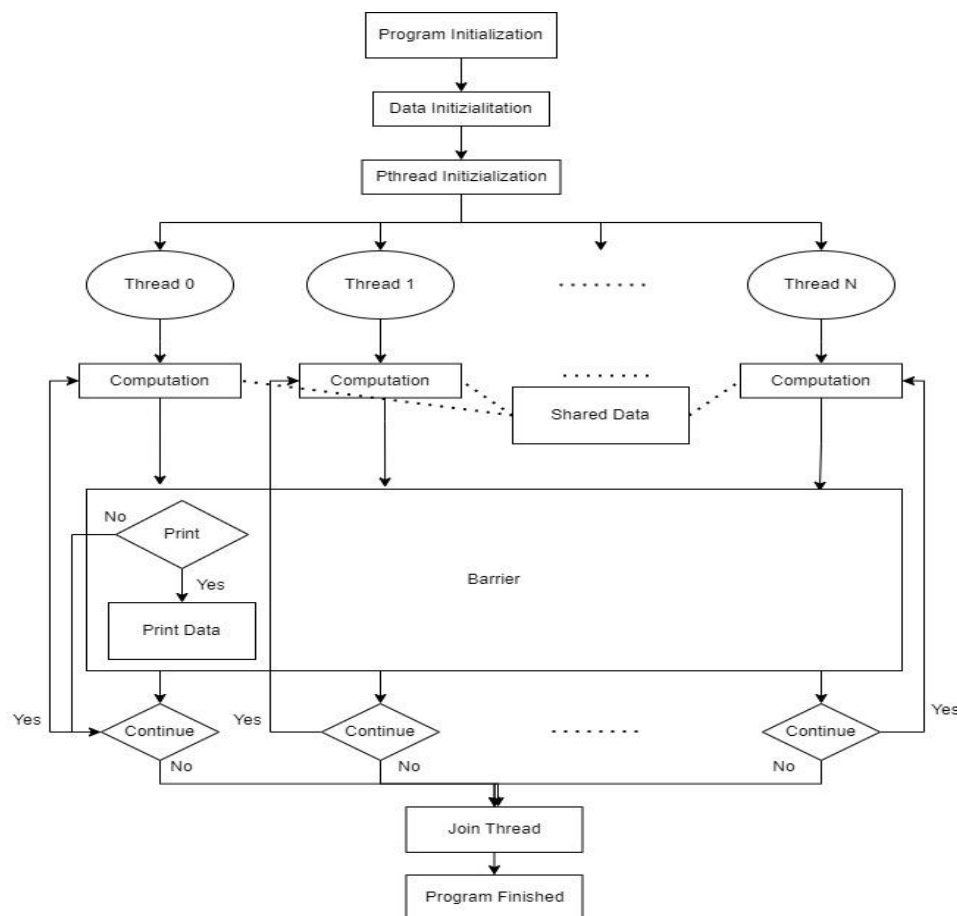 Program Initialization
Data Initizialitation
Pthread Initizialization
Thread 0
Thread 1
Thread N
Computation
Computation
Computation
Shared Data
No
Print
Yes
Barrier
Print Data
Yes
Continue
Yes
Continue
Continue
Yes
No
No
No
Join Thread
Program Finished